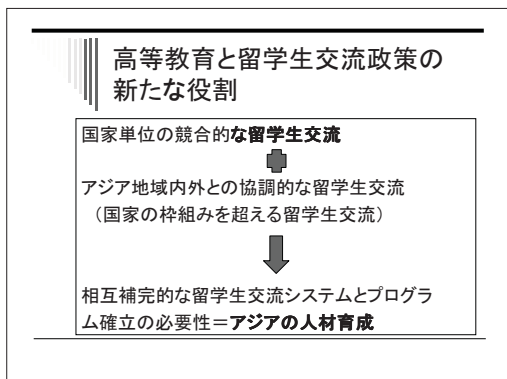 高等教育と留学生交流政策の
新たな役割
国家単位の競合的な留学生交流
アジア地域内外との協調的な留学生交流
（国家の枠組みを超える留学生交流）
相互補完的な留学生交流システムとプログラ
ム確立の必要性＝アジアの人材育成